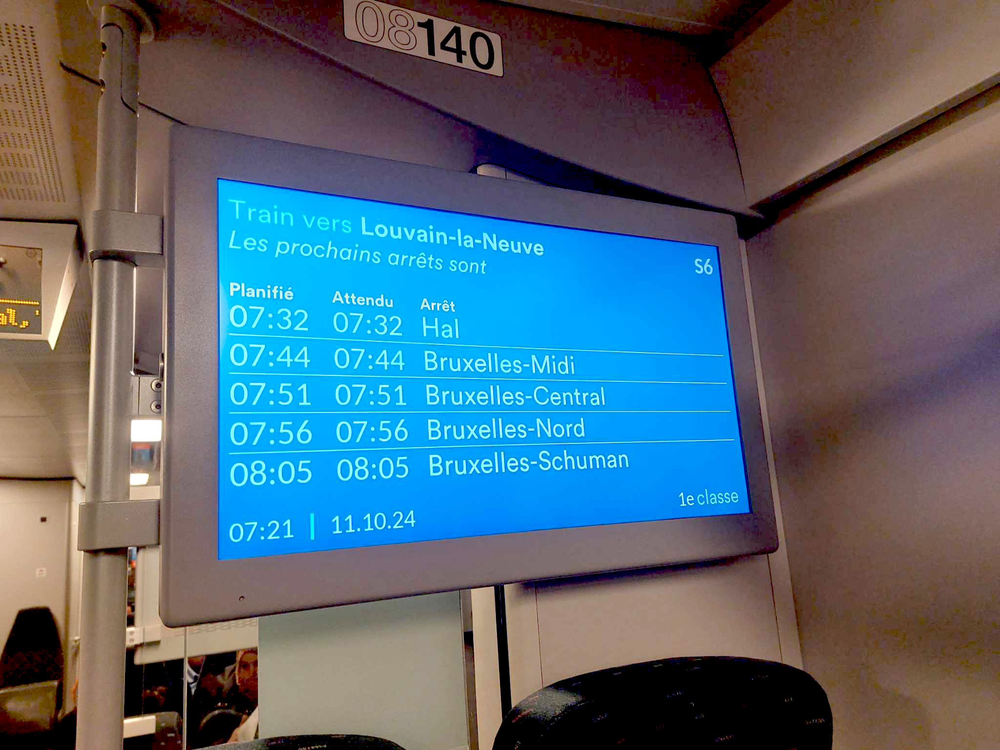 08140
Train vers Louvain-la-Neuve
Les prochains arrêts sont
S6
Planifié Attendu Arrêt
07:32 07:32 Hal
07:44 07:44 Bruxelles-Midi
07:51 07:51 Bruxelles-Central
07:56 07:56 Bruxelles-Nord
08:05 08:05 Bruxelles-Schuman
1e classe
07:21 | 11.10.24